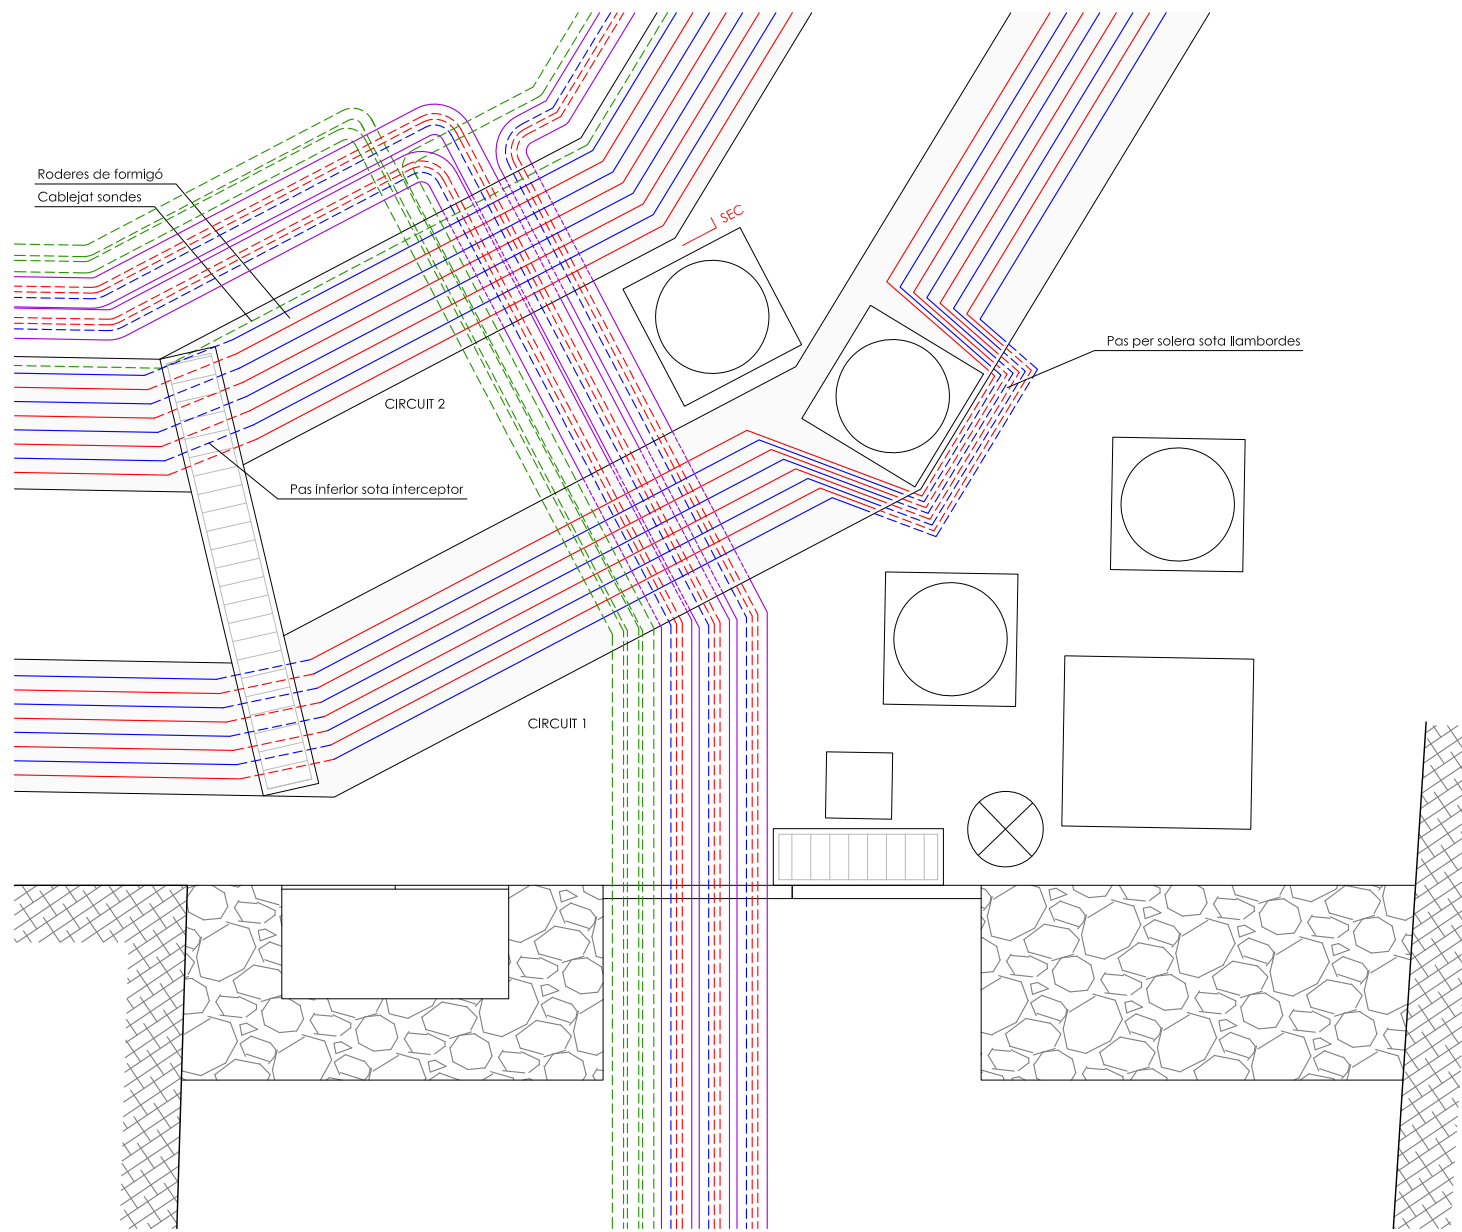 Roderes de formigó
Cablejat sondes
SEC
Pas per solera sota llambordes
CIRCUIT 2
Pas inferior sota interceptor
CIRCUIT 1